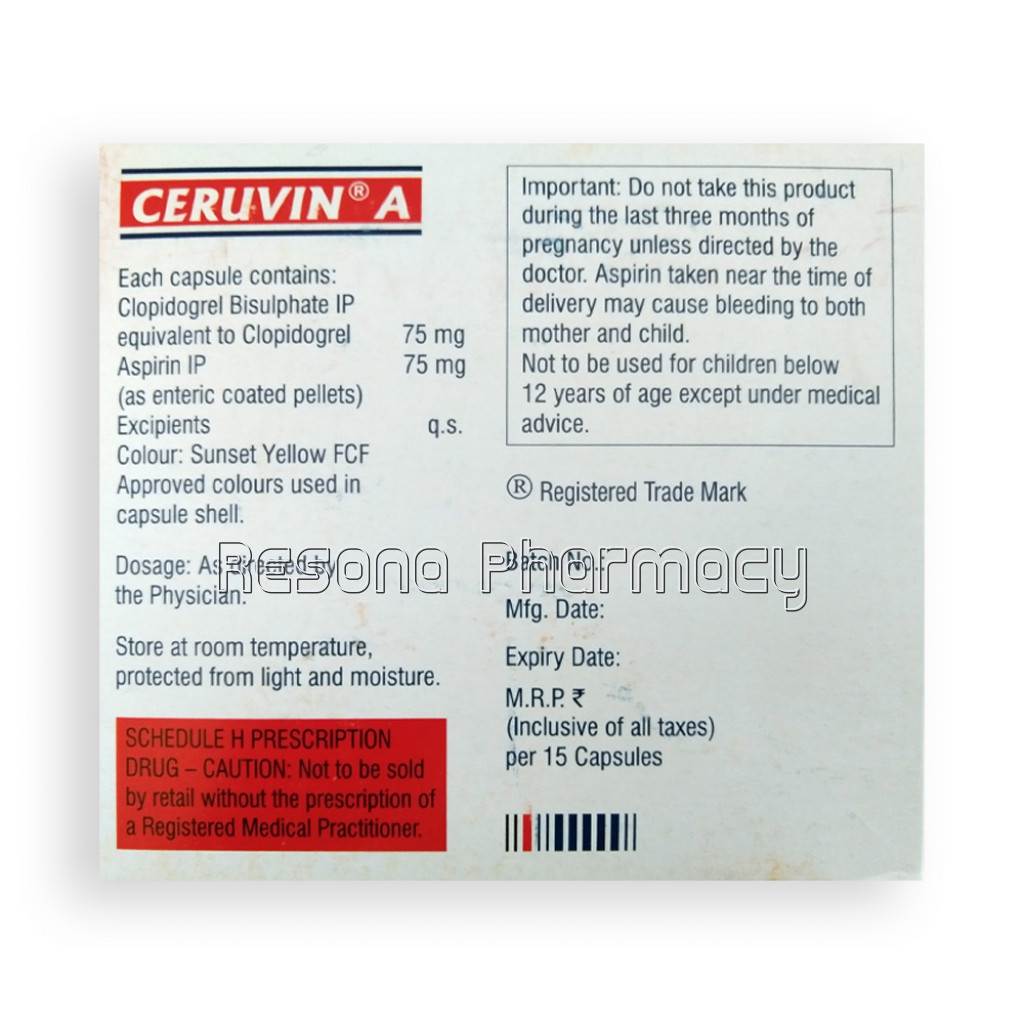 CERUVIN® A
Each capsule contains:
Clopidogrel Bisulphate IP
equivalent to Clopidogrel 75 mg
Aspirin IP 75 mg
(as enteric coated pellets)
Excipients q.s.
Colour: Sunset Yellow FCF
Approved colours used in
capsule shell.
Dosage: As directed by
the Physician.
Store at room temperature,
protected from light and moisture.
SCHEDULE H PRESCRIPTION
DRUG – CAUTION: Not to be sold
by retail without the prescription of
a Registered Medical Practitioner.
Important: Do not take this product
during the last three months of
pregnancy unless directed by the
doctor. Aspirin taken near the time of
delivery may cause bleeding to both
mother and child.
Not to be used for children below
12 years of age except under medical
advice.
® Registered Trade Mark
Batch No.:
Mfg. Date:
Expiry Date:
M.R.P. ₹
(Inclusive of all taxes)
per 15 Capsules
Resona Pharmacy